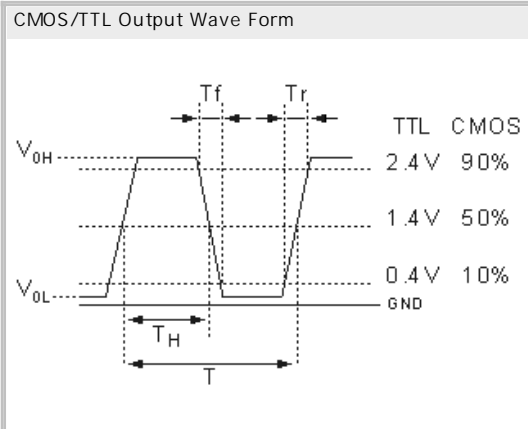 CMOS/TTL Output Wave Form
Tf Tr
TTL CMOS
V0H
2.4V 90%
1.4V 50%
0.4V 10%
V0L
GND
TH
T